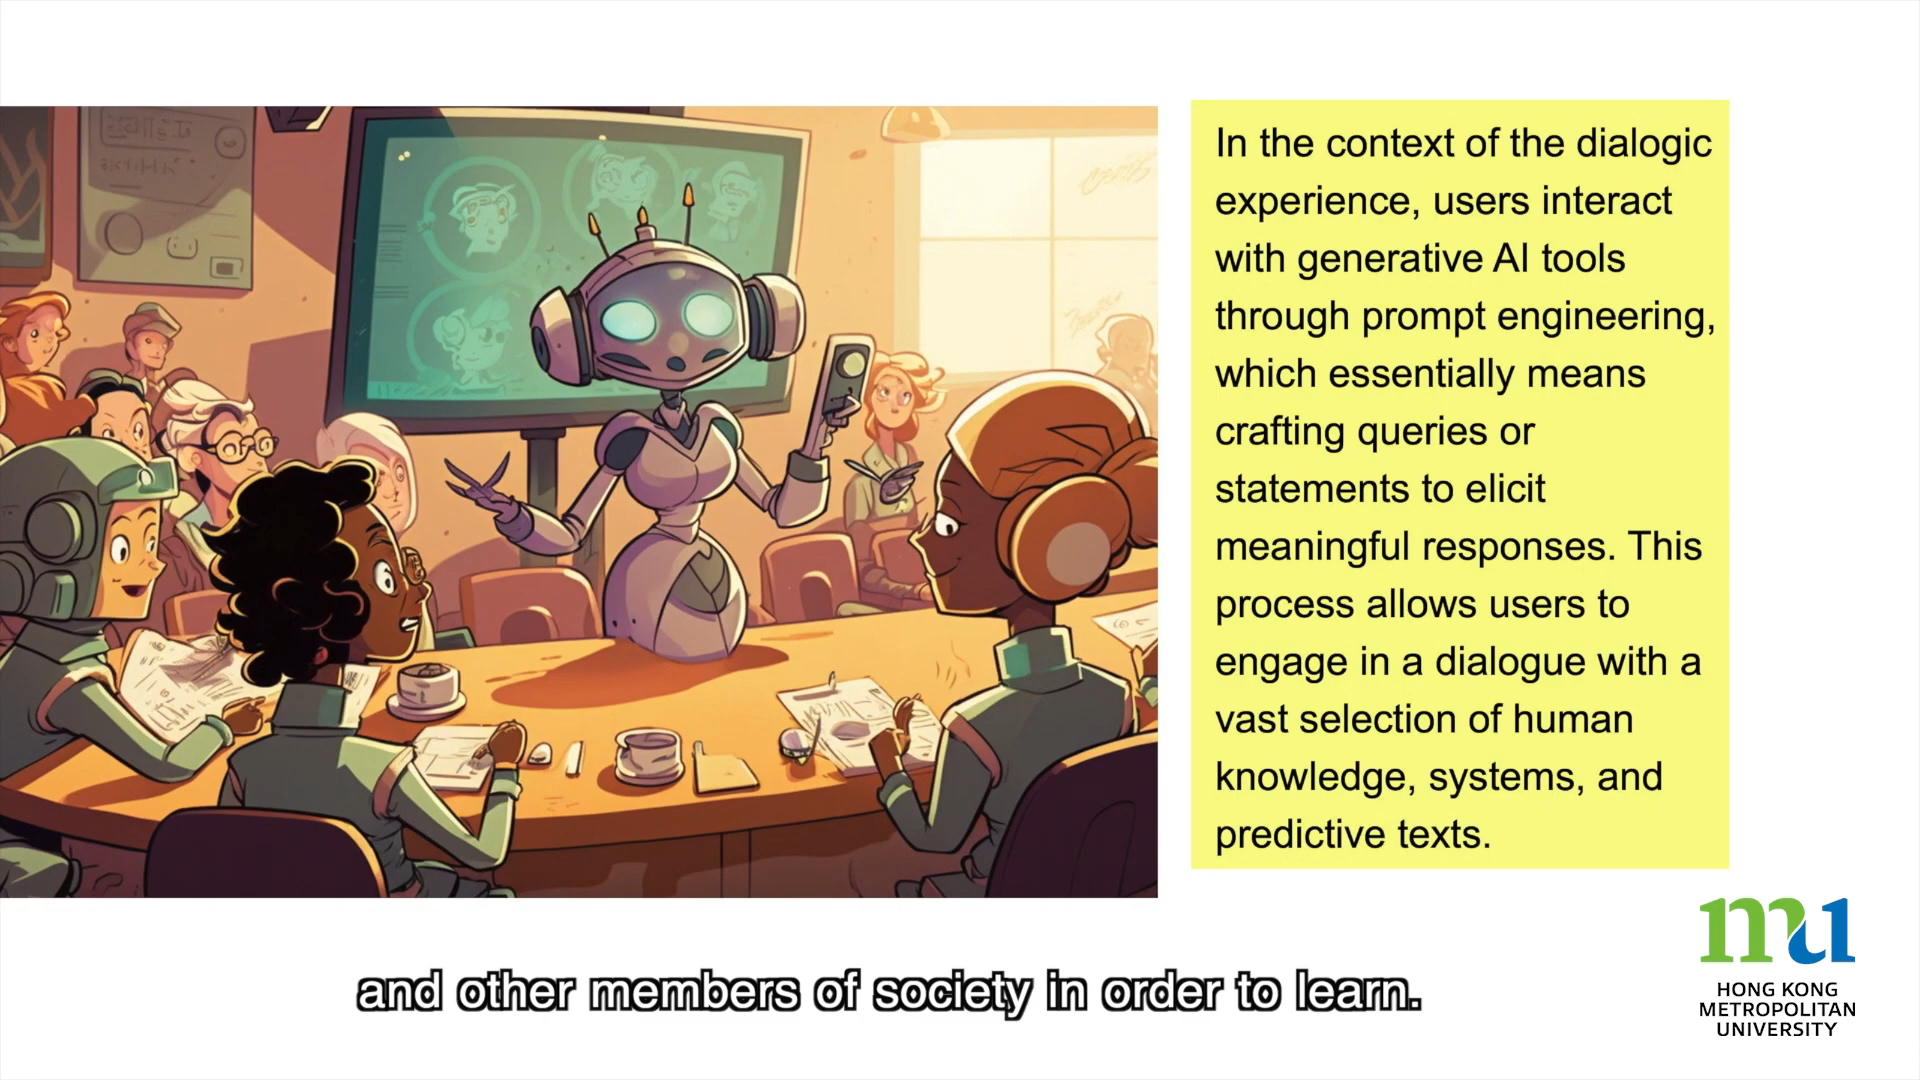 In the context of the dialogic
experience, users interact
with generative AI tools
through prompt engineering,
which essentially means
crafting queries or
statements to elicit
meaningful responses. This
process allows users to
engage in a dialogue with a
vast selection of human
knowledge, systems, and
predictive texts.
mu
HONG KONG
METROPOLITAN
UNIVERSITY
and other members of society in order to learn.